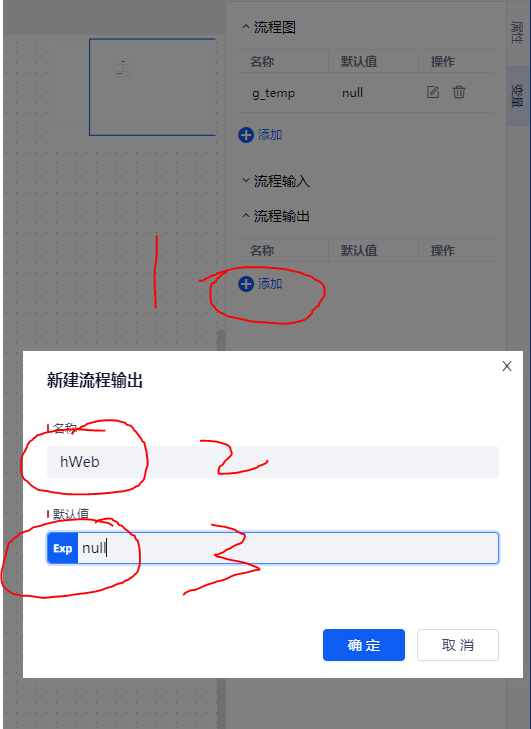 流程图
属性
名称 默认值 操作
g_temp null
变量
添加
流程输入
流程输出
名称 默认值 操作
1
添加
X
新建流程输出
名称
hWeb
2
默认值
Exp null
3
确定 取消